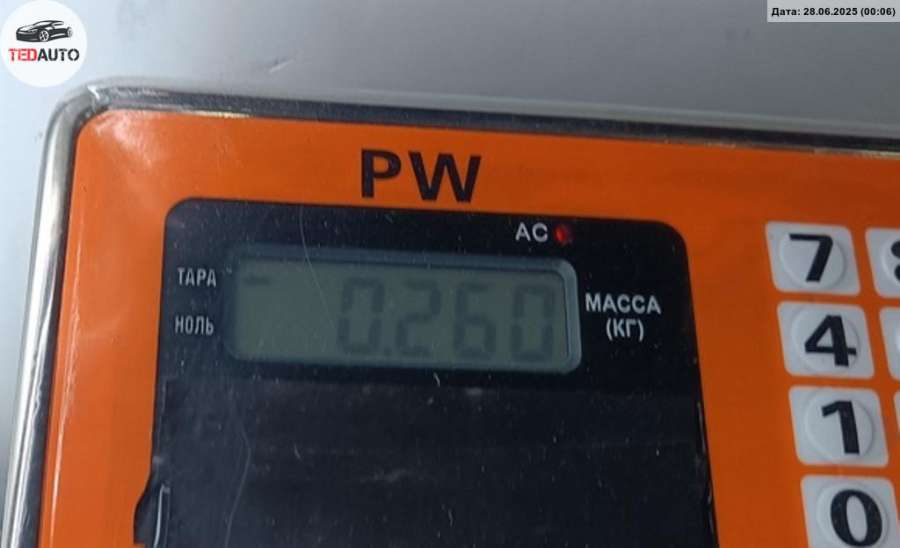 TEDAUTO
Дата: 28.06.2025 (00:06)
PW
AC
ТАРА
НОЛЬ
0.260
МАССА
(КГ)
7
4
1
0